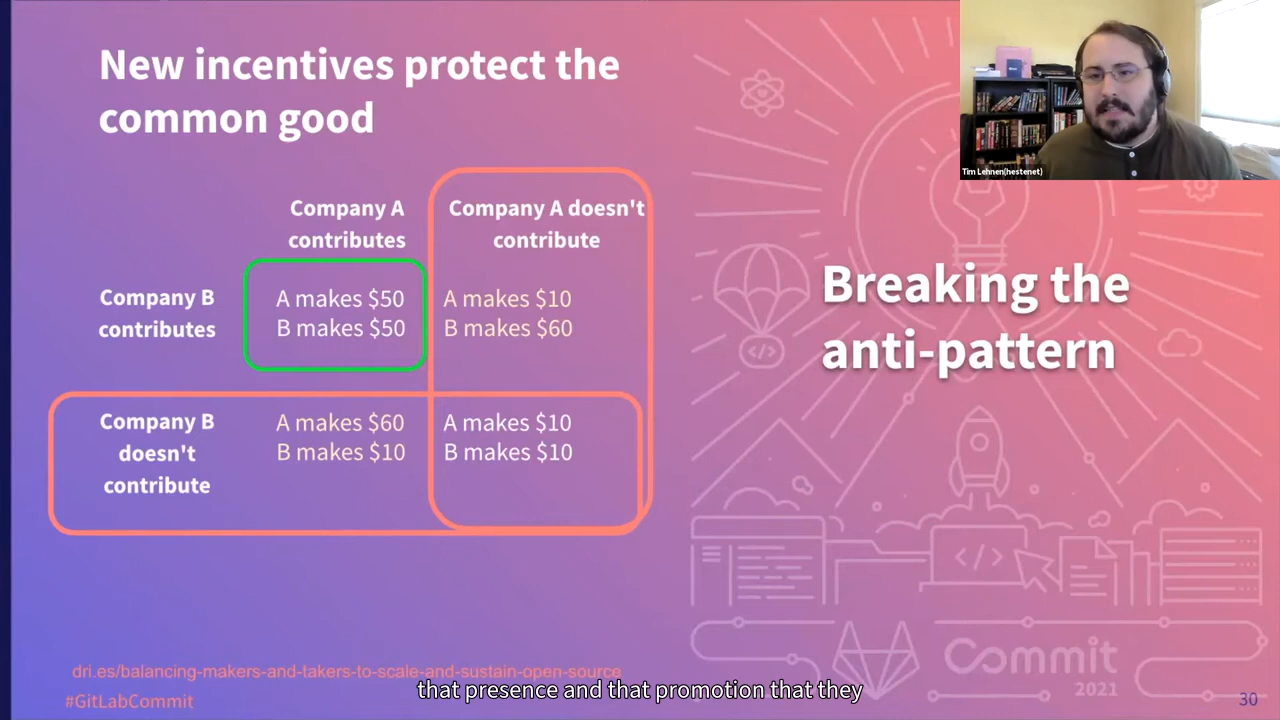 New incentives protect the
common good
Company A
contributes
Company A doesn't
contribute
Company B
contributes
A makes $50
B makes $50
A makes $10
B makes $60
Company B
doesn't
contribute
A makes $60
B makes $10
A makes $10
B makes $10
dri.es/balancing-makers-and-takers-to-scale-and-sustain-open-source
#GitLabCommit
that presence and that promotion that they
Tim Lehnen(hestenet)
Breaking the
anti-pattern
</>
</>
Commit
2021
30